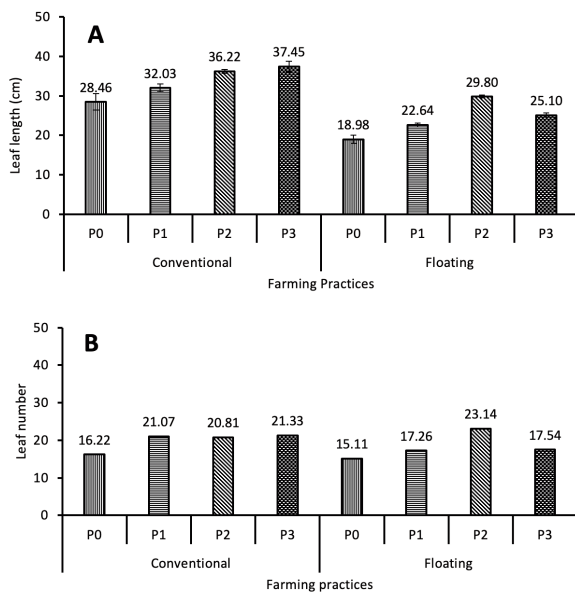 A
50
40
30
20
10
0
Leaf length (cm)
28.46 32.03 36.22 37.45 18.98 22.64 29.80 25.10
P0 P1 P2 P3 P0 P1 P2 P3
Conventional Floating
Farming Practices
B
50
40
30
20
10
0
Leaf number
16.22 21.07 20.81 21.33 15.11 17.26 23.14 17.54
P0 P1 P2 P3 P0 P1 P2 P3
Conventional Floating
Farming practices